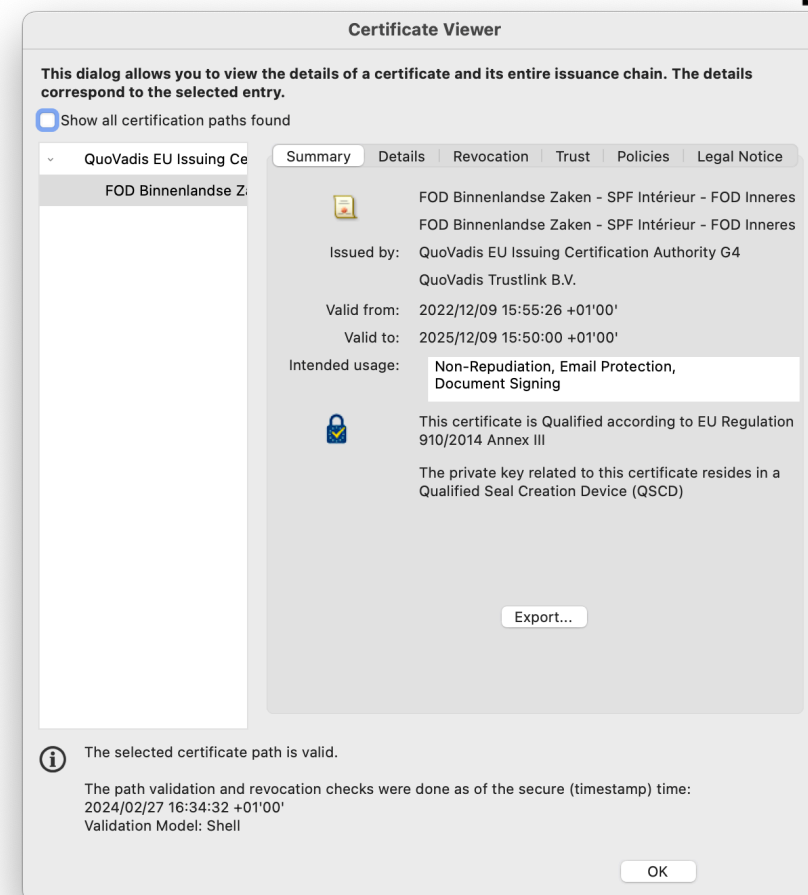 Certificate Viewer
This dialog allows you to view the details of a certificate and its entire issuance chain. The details
correspond to the selected entry.
Show all certification paths found
QuoVadis EU Issuing Ce
FOD Binnenlandse Za
Summary Details Revocation Trust Policies Legal Notice
FOD Binnenlandse Zaken - SPF Intérieur - FOD Inneres
FOD Binnenlandse Zaken - SPF Intérieur - FOD Inneres
Issued by: QuoVadis EU Issuing Certification Authority G4
QuoVadis Trustlink B.V.
Valid from: 2022/12/09 15:55:26 +01'00'
Valid to: 2025/12/09 15:50:00 +01'00'
Intended usage: Non-Repudiation, Email Protection,
Document Signing
This certificate is Qualified according to EU Regulation
910/2014 Annex III
The private key related to this certificate resides in a
Qualified Seal Creation Device (QSCD)
Export...
The selected certificate path is valid.
The path validation and revocation checks were done as of the secure (timestamp) time:
2024/02/27 16:34:32 +01'00'
Validation Model: Shell
OK